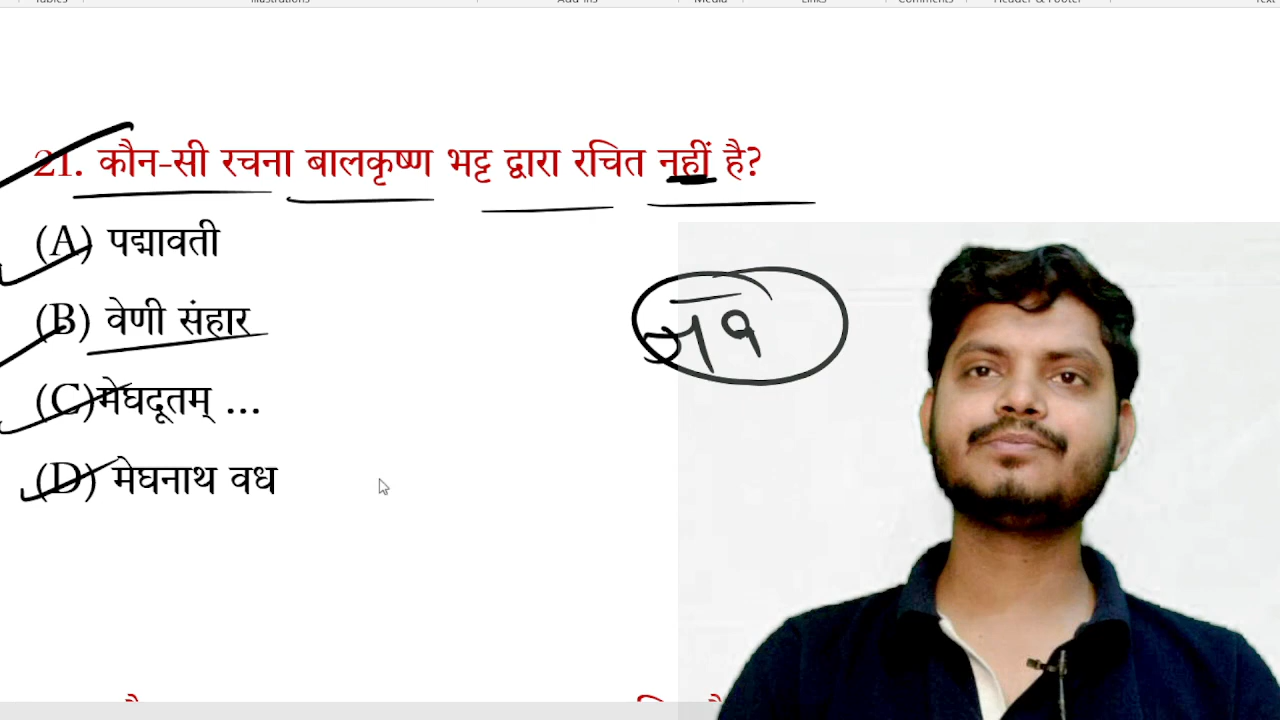 21. कौन-सी रचना बालकृष्ण भट्ट द्वारा रचित नहीं है?
(A) पद्मावती
(B) वेणी संहार
(C)मेघदूतम् ...
(D) मेघनाथ वध